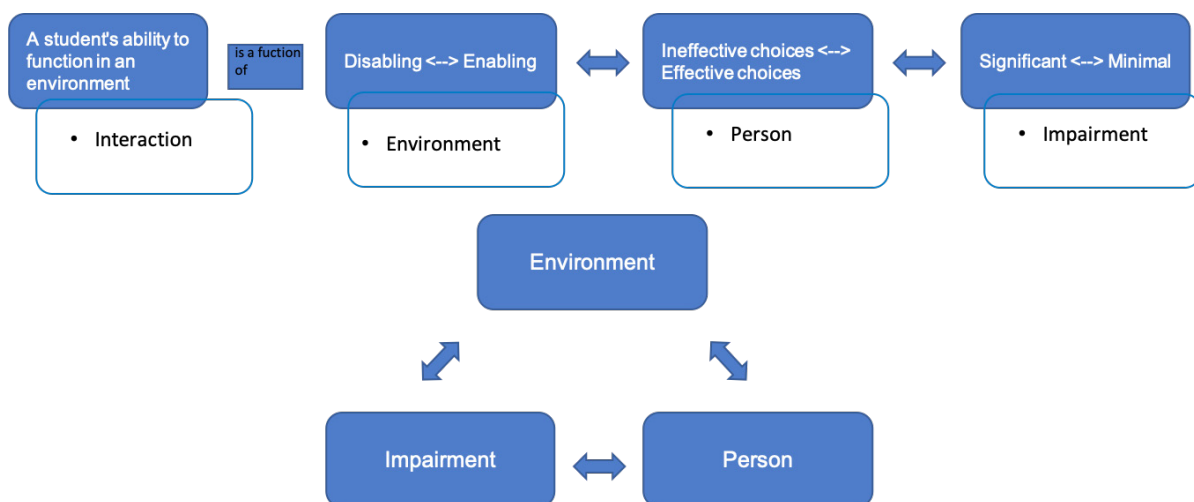 A student's ability to
function in an
environment
is a fuction
of
Disabling <--> Enabling
Ineffective choices <-->
Effective choices
Significant <--> Minimal
• Interaction
• Environment
• Person
• Impairment
Environment
Impairment
Person